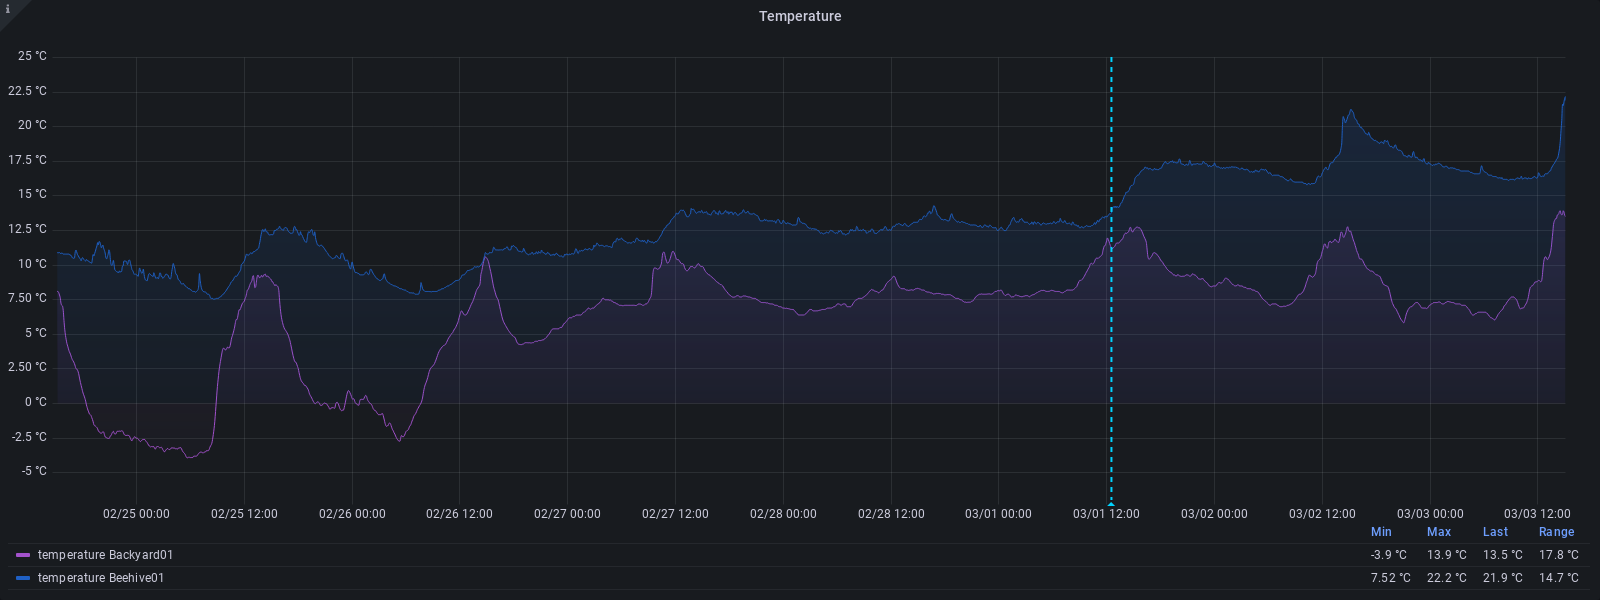 i
Temperature
25 °C
22.5 °C
20 °C
17.5 °C
15 °C
12.5 °C
10 °C
7.50 °C
5 °C
2.50 °C
0 °C
-2.5 °C
-5 °C
02/25 00:00 02/25 12:00 02/26 00:00 02/26 12:00 02/27 00:00 02/27 12:00 02/28 00:00 02/28 12:00 03/01 00:00 03/01 12:00 03/02 00:00 03/02 12:00 03/03 00:00 03/03 12:00
Min Max Last Range
temperature Backyard01 -3.9 °C 13.9 °C 13.5 °C 17.8 °C
temperature Beehive01 7.52 °C 22.2 °C 21.9 °C 14.7 °C